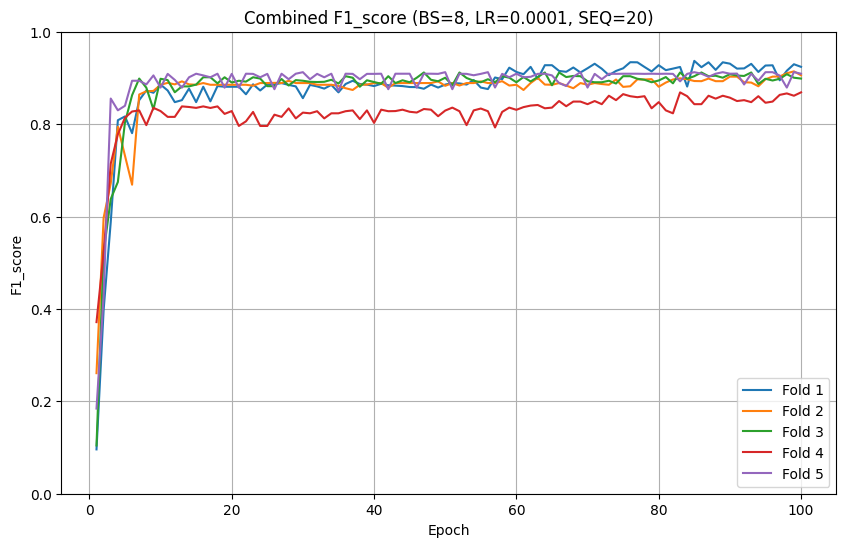 Combined F1_score (BS=8, LR=0.0001, SEQ=20)
1.0
0.8
0.6
0.4
0.2
0.0
F1_score
0 20 40 60 80 100
Epoch
Fold 1
Fold 2
Fold 3
Fold 4
Fold 5